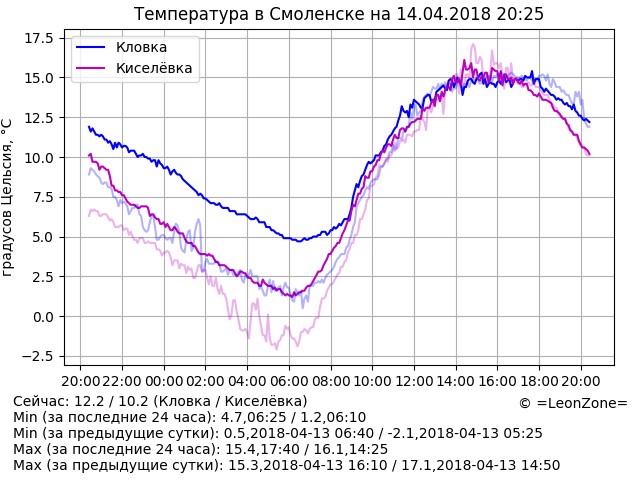 Температура в Смоленске на 14.04.2018 20:25
Кловка
Киселёвка
градусов Цельсия, °C
17.5
15.0
12.5
10.0
7.5
5.0
2.5
0.0
−2.5
20:00 22:00 00:00 02:00 04:00 06:00 08:00 10:00 12:00 14:00 16:00 18:00 20:00
Сейчас: 12.2 / 10.2 (Кловка / Киселёвка)
© =LeonZone=
Min (за последние 24 часа): 4.7,06:25 / 1.2,06:10
Min (за предыдущие сутки): 0.5,2018-04-13 06:40 / -2.1,2018-04-13 05:25
Max (за последние 24 часа): 15.4,17:40 / 16.1,14:25
Max (за предыдущие сутки): 15.3,2018-04-13 16:10 / 17.1,2018-04-13 14:50